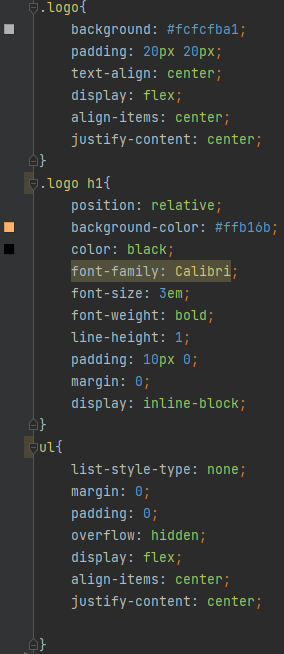 .logo{
background: #fcfcfba1;
padding: 20px 20px;
text-align: center;
display: flex;
align-items: center;
justify-content: center;
}
.logo h1{
position: relative;
background-color: #ffb16b;
color: black;
font-family: Calibri;
font-size: 3em;
font-weight: bold;
line-height: 1;
padding: 10px 0;
margin: 0;
display: inline-block;
}
ul{
list-style-type: none;
margin: 0;
padding: 0;
overflow: hidden;
display: flex;
align-items: center;
justify-content: center;
}